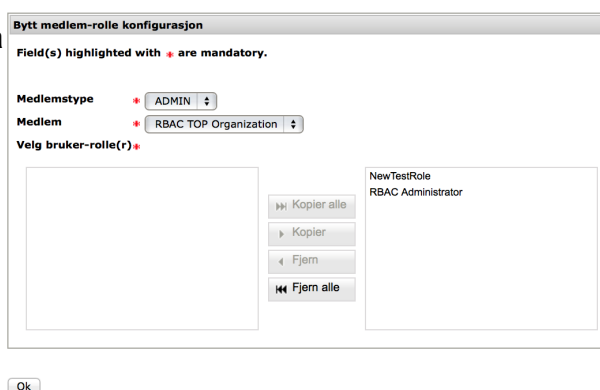 Bytt medlem-rolle konfigurasjon
Field(s) highlighted with * are mandatory.
Medlemstype * ADMIN
Medlem * RBAC TOP Organization
Velg bruker-rolle(r)*
NewTestRole
RBAC Administrator
Kopier alle
Kopier
Fjern
Fjern alle
Ok